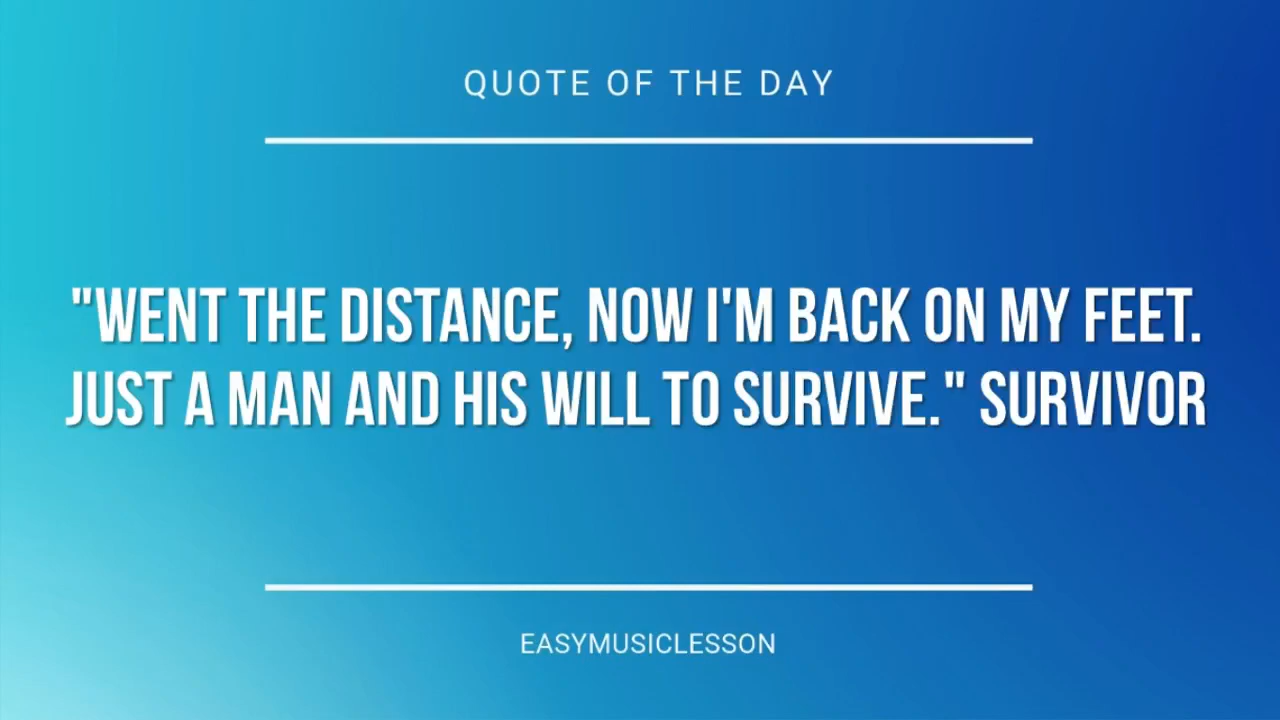 QUOTE OF THE DAY
"WENT THE DISTANCE, NOW I'M BACK ON MY FEET.
JUST A MAN AND HIS WILL TO SURVIVE." SURVIVOR
EASYMUSICLESSON